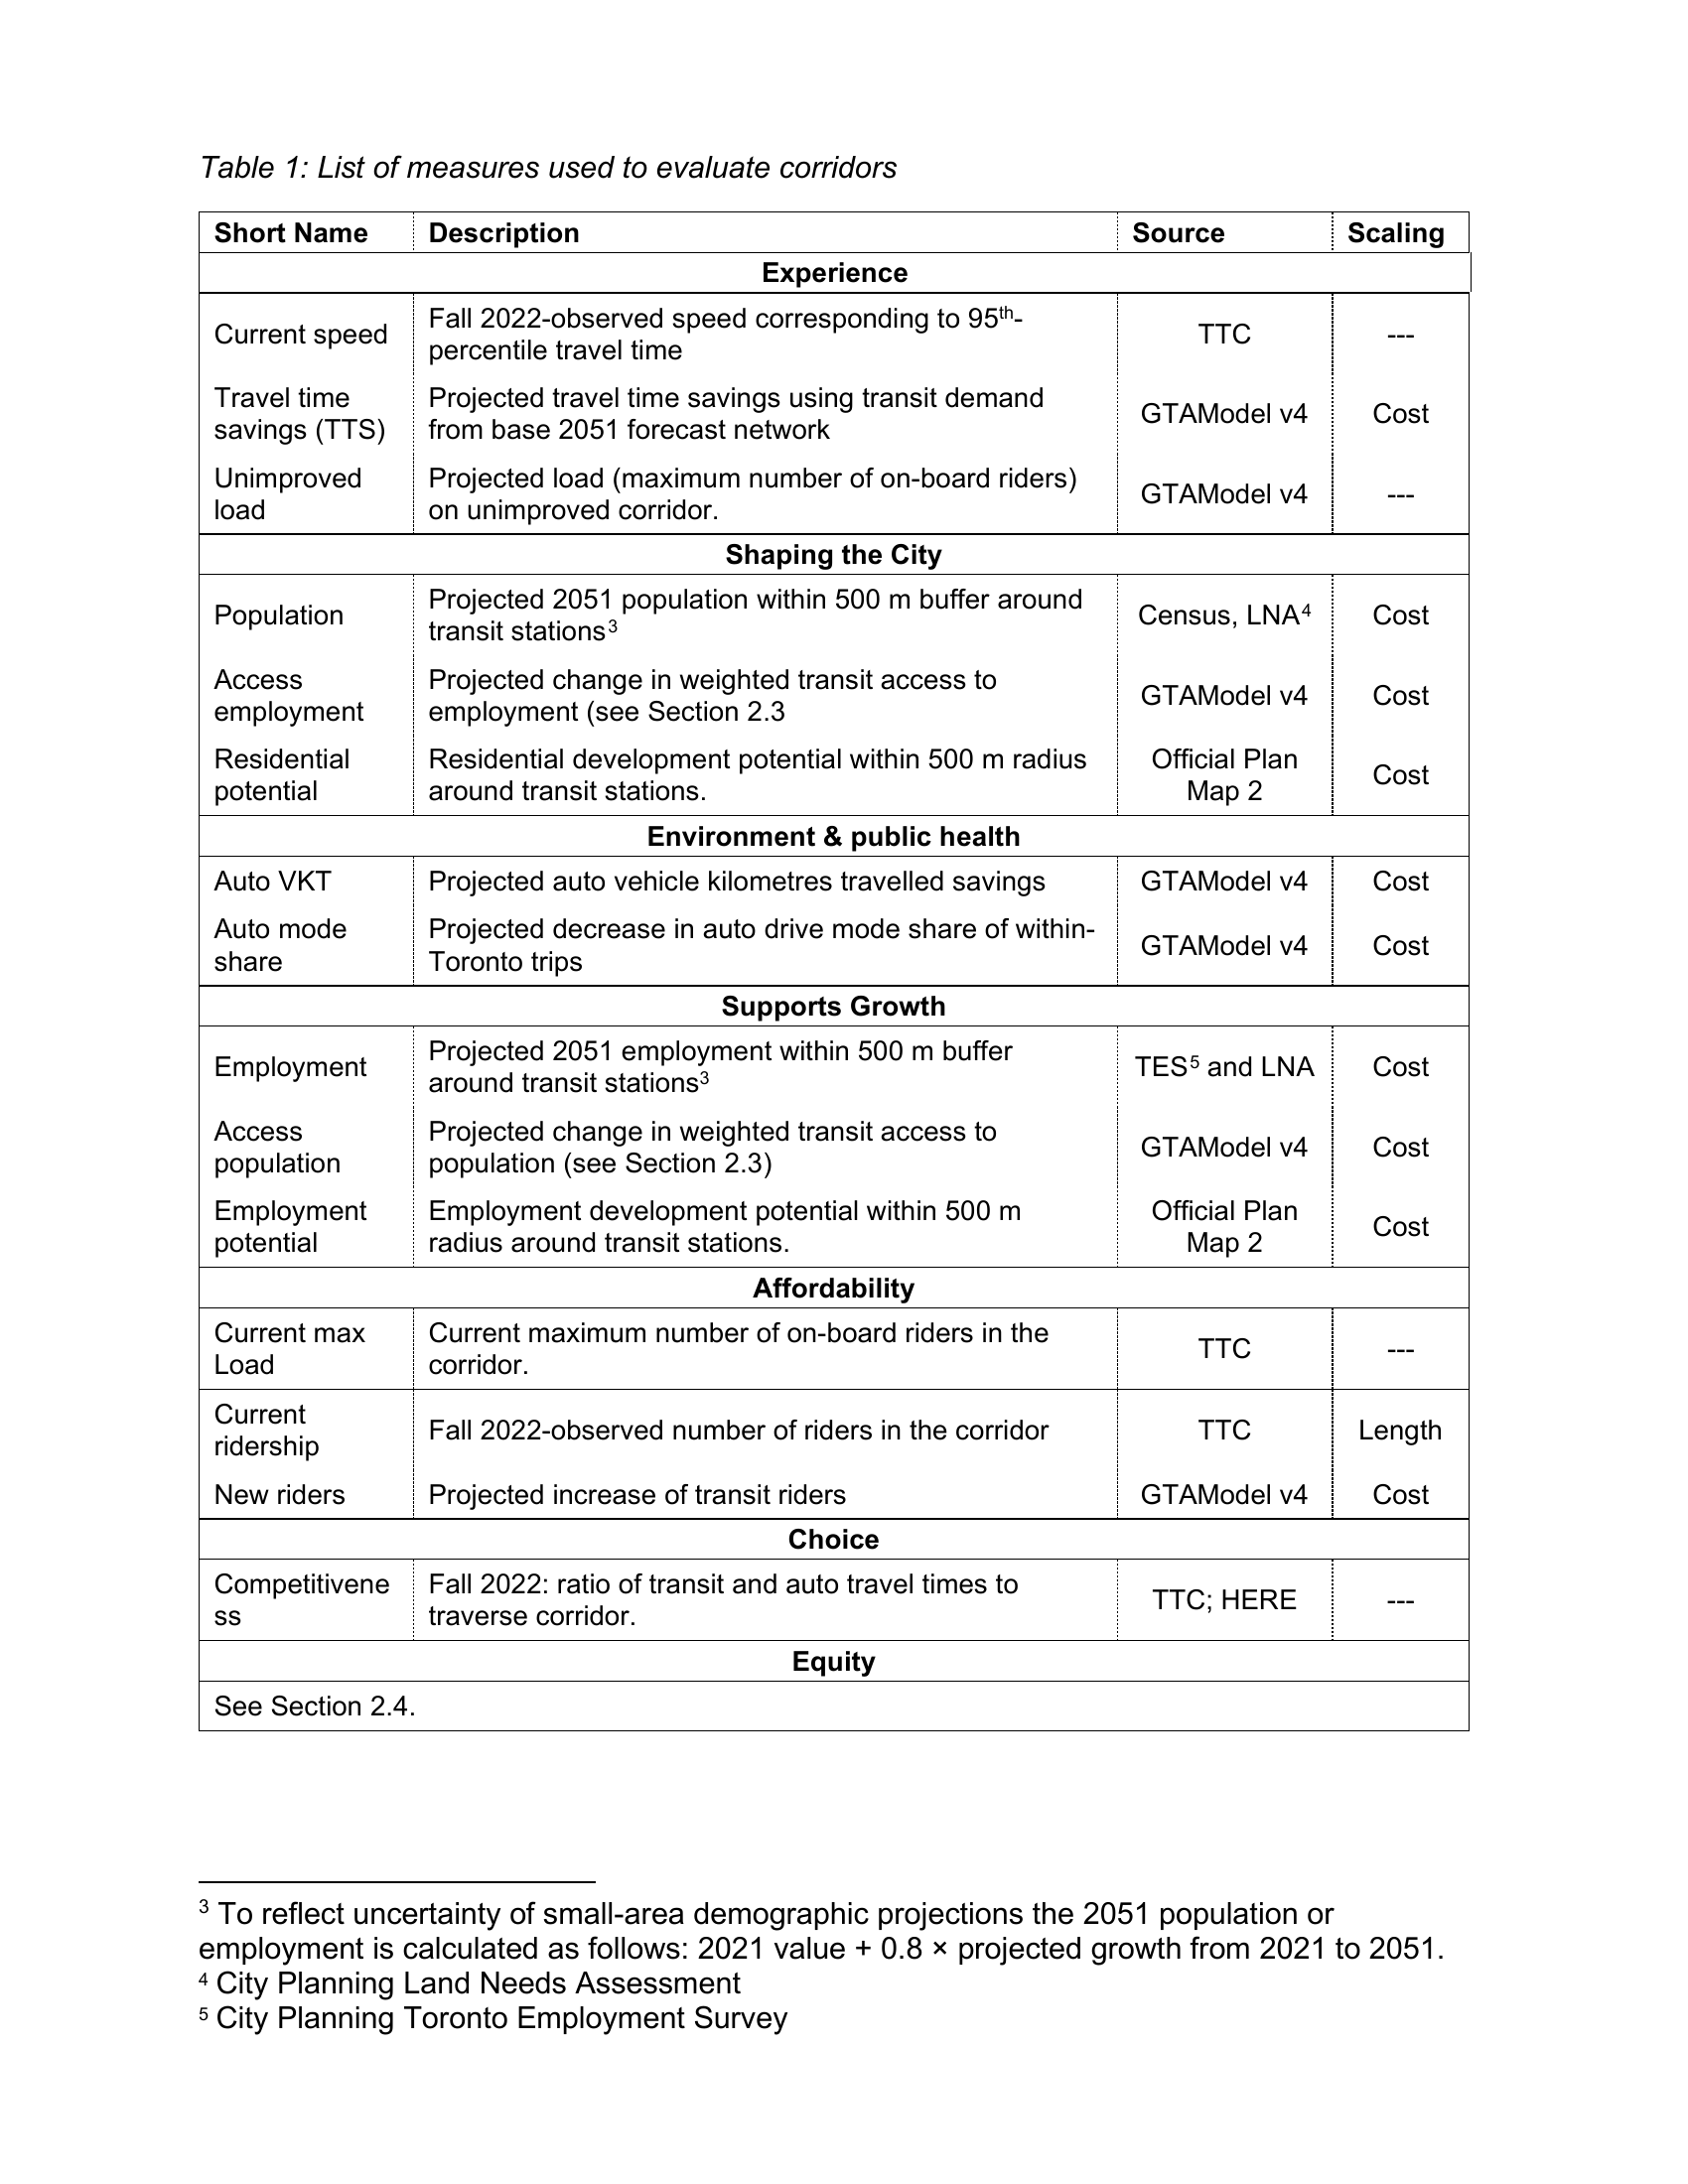 Table 1: List of measures used to evaluate corridors
Short Name Description Source Scaling
Experience
Current speed Fall 2022-observed speed corresponding to 95th-
percentile travel time TTC ---
Travel time
savings (TTS) Projected travel time savings using transit demand
from base 2051 forecast network GTAModel v4 Cost
Unimproved
load Projected load (maximum number of on-board riders)
on unimproved corridor. GTAModel v4 ---
Shaping the City
Population Projected 2051 population within 500 m buffer around
transit stations3 Census, LNA4 Cost
Access
employment Projected change in weighted transit access to
employment (see Section 2.3 GTAModel v4 Cost
Residential
potential Residential development potential within 500 m radius
around transit stations. Official Plan
Map 2 Cost
Environment & public health
Auto VKT Projected auto vehicle kilometres travelled savings GTAModel v4 Cost
Auto mode
share Projected decrease in auto drive mode share of within-
Toronto trips GTAModel v4 Cost
Supports Growth
Employment Projected 2051 employment within 500 m buffer
around transit stations3 TES5 and LNA Cost
Access
population Projected change in weighted transit access to
population (see Section 2.3) GTAModel v4 Cost
Employment
potential Employment development potential within 500 m
radius around transit stations. Official Plan
Map 2 Cost
Affordability
Current max
Load Current maximum number of on-board riders in the
corridor. TTC ---
Current
ridership Fall 2022-observed number of riders in the corridor TTC Length
New riders Projected increase of transit riders GTAModel v4 Cost
Choice
Competitivene
ss Fall 2022: ratio of transit and auto travel times to
traverse corridor. TTC; HERE ---
Equity
See Section 2.4.
3 To reflect uncertainty of small-area demographic projections the 2051 population or
employment is calculated as follows: 2021 value + 0.8 × projected growth from 2021 to 2051.
4 City Planning Land Needs Assessment
5 City Planning Toronto Employment Survey